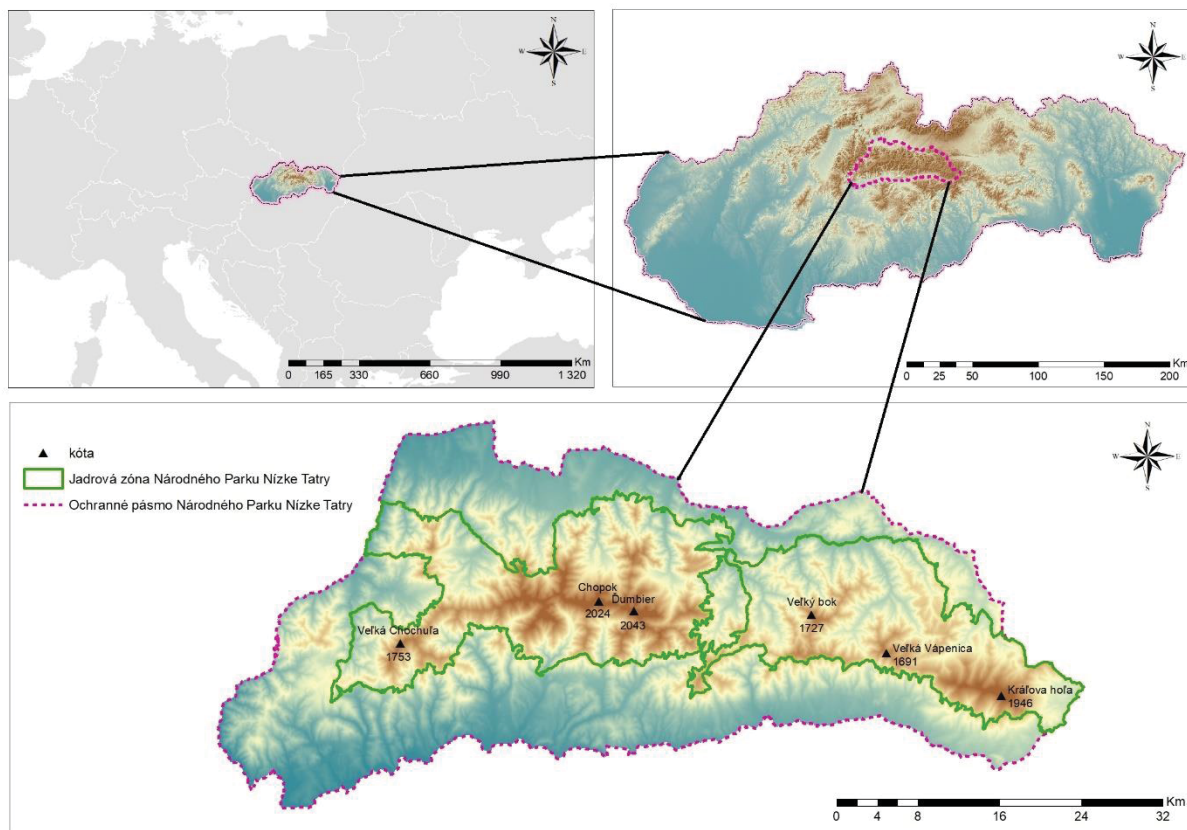 N
W E
S
Km
0 165 330 660 990 1 320
N
W E
S
Km
0 25 50 100 150 200
kóta
Jadrová zóna Národného Parku Nízke Tatry
Ochranné pásmo Národného Parku Nízke Tatry
N
W E
S
Chopok
2024
Ďumbier
2043
Veľká Chochuľa
1753
Veľký bok
1727
Veľká Vápenica
1691
Kráľova hoľa
1946
Km
0 4 8 16 24 32